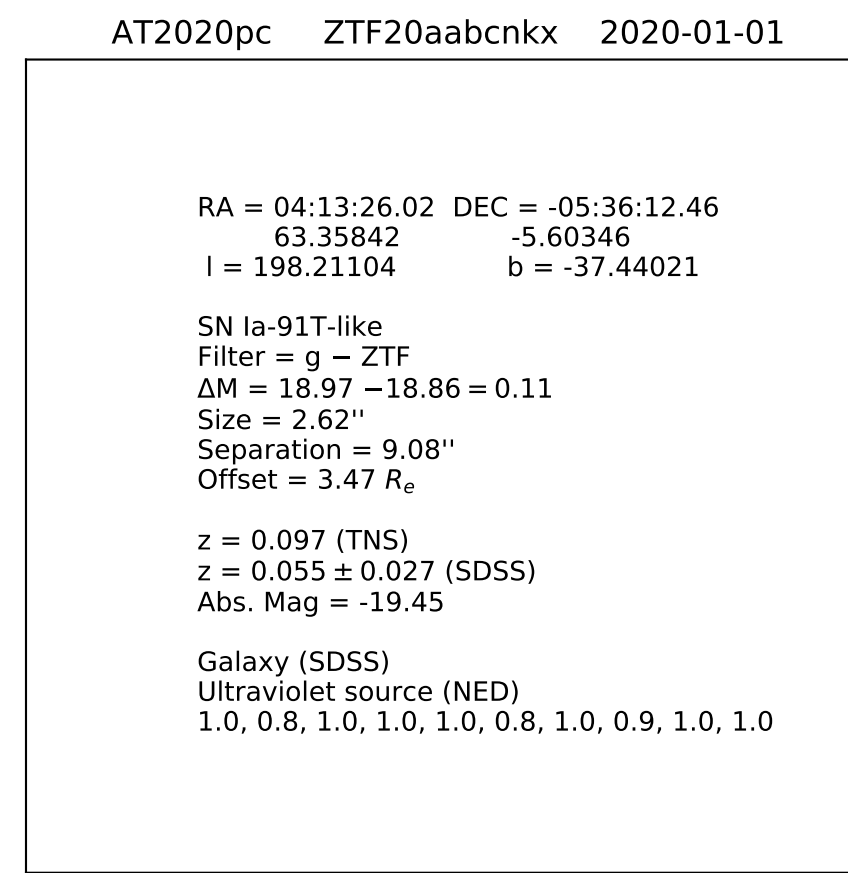 AT2020pc ZTF20aabcnkx 2020-01-01
RA = 04:13:26.02 DEC = -05:36:12.46
63.35842 -5.60346
l = 198.21104 b = -37.44021
SN Ia-91T-like
Filter = g − ZTF
ΔM = 18.97 −18.86 = 0.11
Size = 2.62''
Separation = 9.08''
Offset = 3.47 Rₑ
z = 0.097 (TNS)
z = 0.055 ± 0.027 (SDSS)
Abs. Mag = -19.45
Galaxy (SDSS)
Ultraviolet source (NED)
1.0, 0.8, 1.0, 1.0, 1.0, 0.8, 1.0, 0.9, 1.0, 1.0